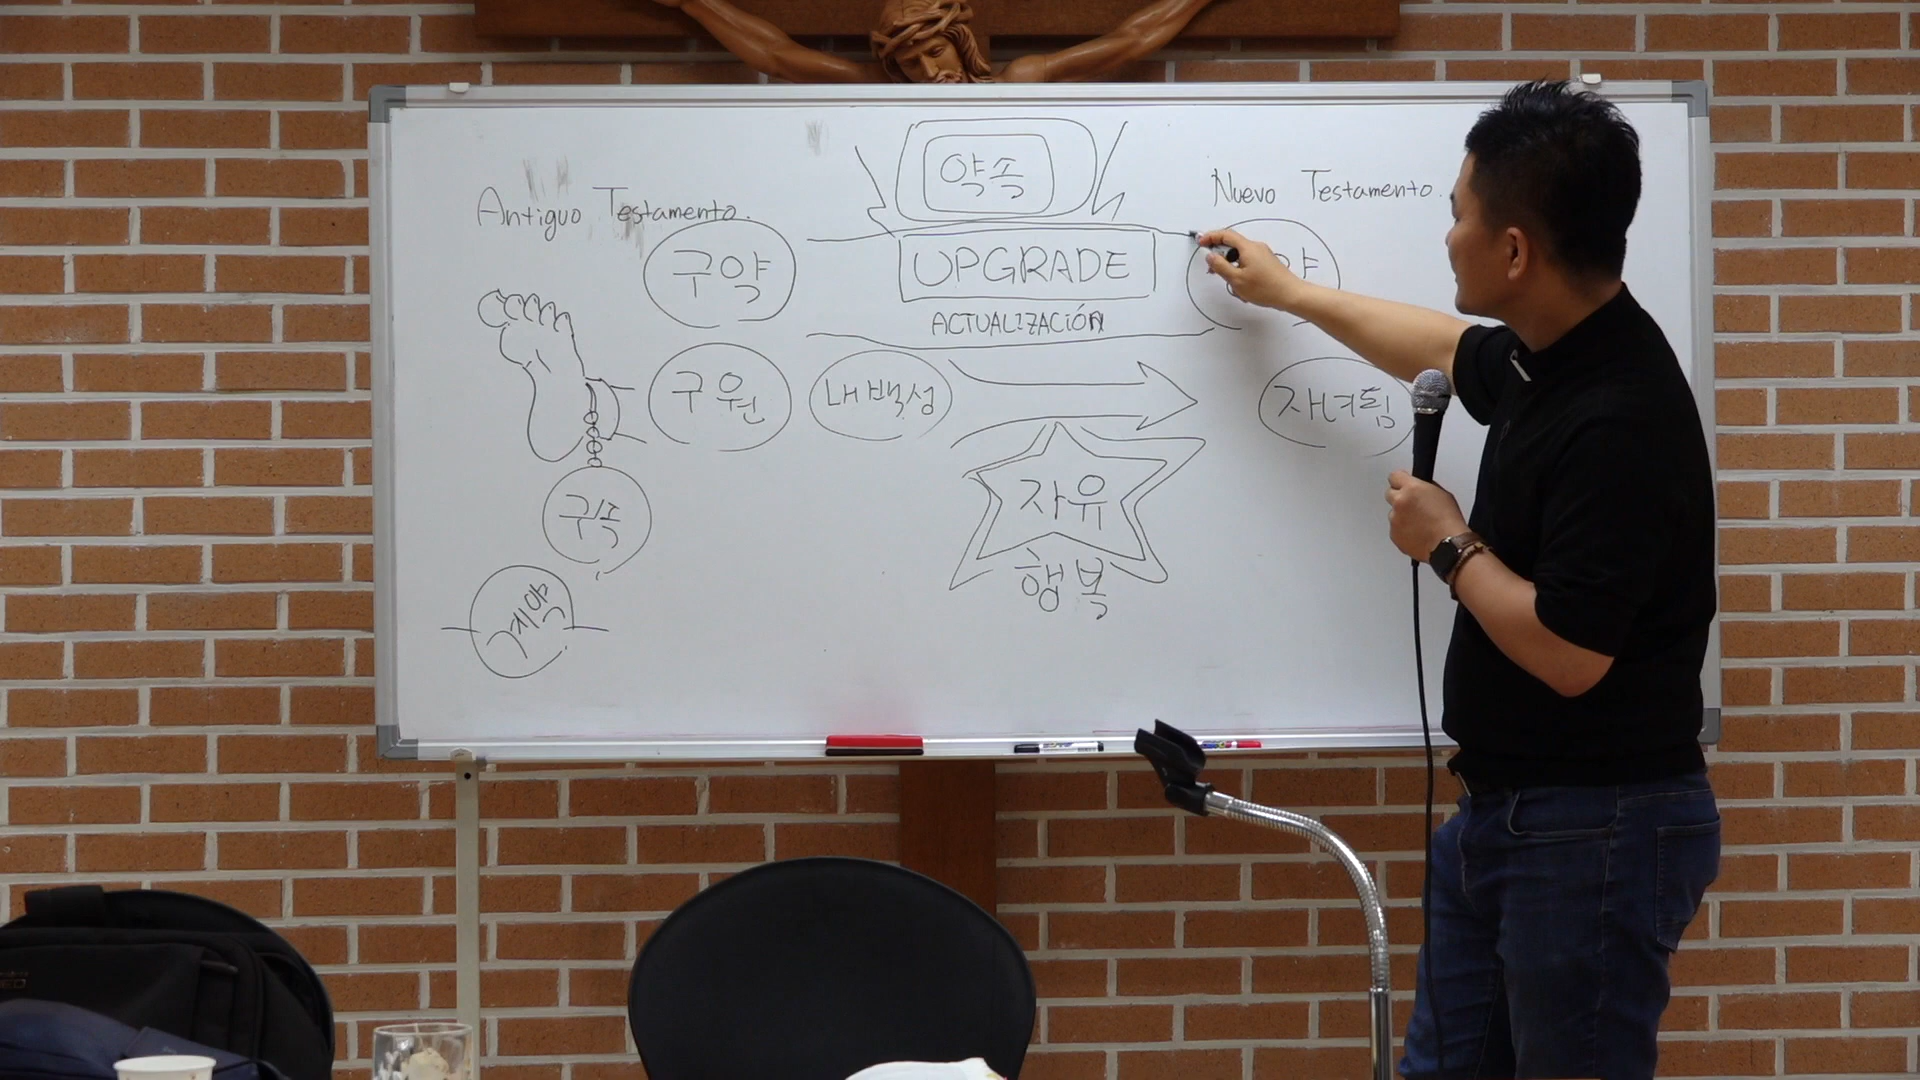 약속
Antiguo Testamento.
Nuevo Testamento.
구약
UPGRADE
약
ACTUALIZACIÓN
구원
내 백성
자녀됨
구속
자유
행복
계약